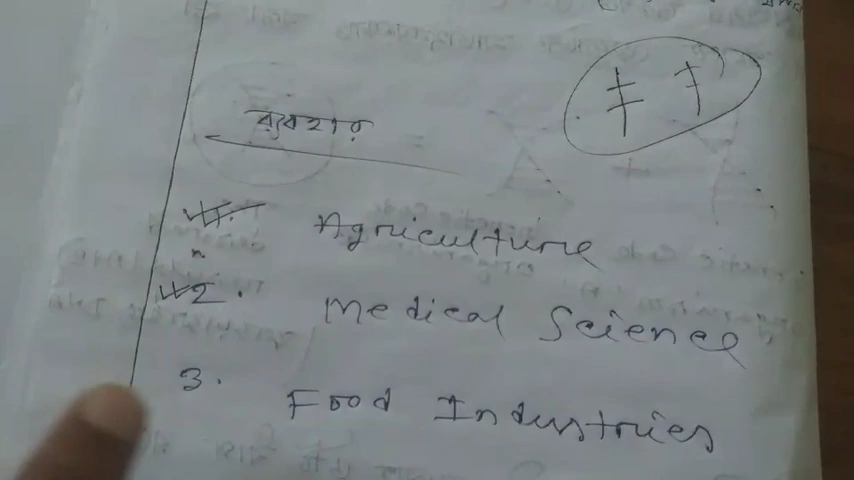 ব্যবহার
1. Agriculture
2. Medical Science
3. Food Industries